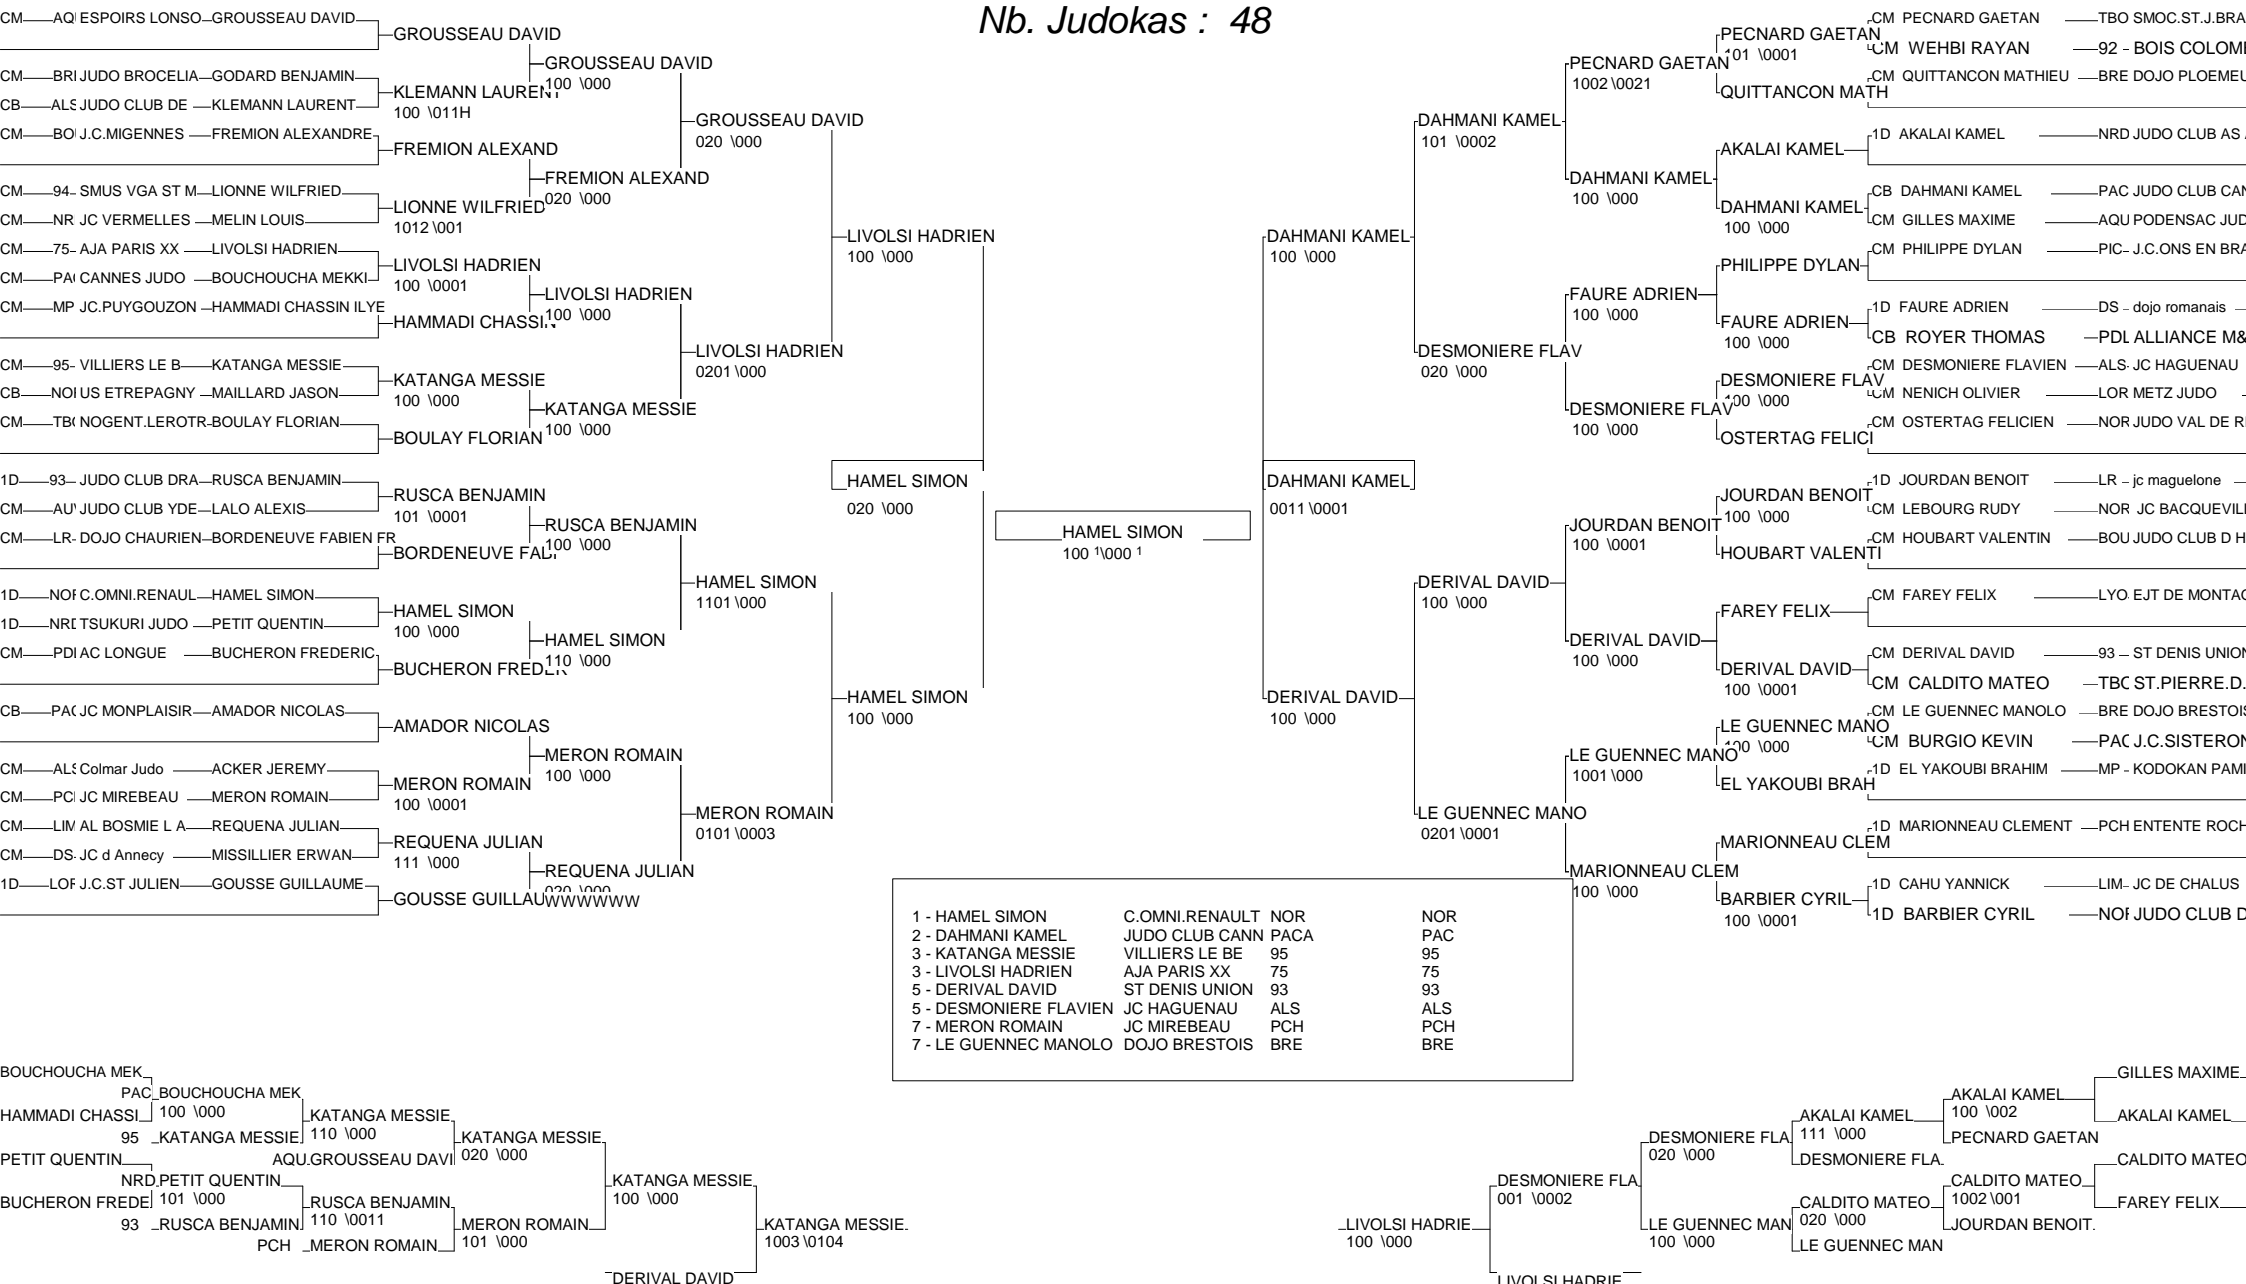 Nb. Judokas :  48
CM AQ ESPOIRS LONSO GROUSSEAU DAVID
GROUSSEAU DAVID
GROUSSEAU DAVID
100 \000
CM BRI JUDO BROCELIA GODARD BENJAMIN
KLEMANN LAURENT
100 \011H
CB ALS JUDO CLUB DE KLEMANN LAURENT
GROUSSEAU DAVID
020 \000
CM BO J.C.MIGENNES FREMION ALEXANDRE
FREMION ALEXAND
FREMION ALEXAND
020 \000
CM 94 SMUS VGA ST M LIONNE WILFRIED
LIONNE WILFRIED
1012 \001
CM NR JC VERMELLES MELIN LOUIS
LIVOLSI HADRIEN
100 \000
CM 75 AJA PARIS XX LIVOLSI HADRIEN
LIVOLSI HADRIEN
100 \0001
CM PA CANNES JUDO BOUCHOUCHA MEKKI
LIVOLSI HADRIEN
100 \000
CM MP JC.PUYGOUZON HAMMADI CHASSIN ILYE
HAMMADI CHASSIN
LIVOLSI HADRIEN
0201 \000
CM 95 VILLIERS LE B KATANGA MESSIE
KATANGA MESSIE
100 \000
CB NOI US ETREPAGNY MAILLARD JASON
KATANGA MESSIE
100 \000
CM TB NOGENT.LEROTR BOULAY FLORIAN
BOULAY FLORIAN
HAMEL SIMON
020 \000
1D 93 JUDO CLUB DRA RUSCA BENJAMIN
RUSCA BENJAMIN
101 \0001
CM AU JUDO CLUB YDE LALO ALEXIS
RUSCA BENJAMIN
100 \000
CM LR DOJO CHAURIEN BORDENEUVE FABIEN FR
BORDENEUVE FABI
HAMEL SIMON
1101 \000
1D NOR C.OMNI.RENAUL HAMEL SIMON
HAMEL SIMON
100 \000
1D NRD TSUKURI JUDO PETIT QUENTIN
HAMEL SIMON
110 \000
CM PDI AC LONGUE BUCHERON FREDERIC
BUCHERON FREDER
HAMEL SIMON
100 \000
CB PAC JC MONPLAISIR AMADOR NICOLAS
AMADOR NICOLAS
MERON ROMAIN
100 \000
CM ALS Colmar Judo ACKER JEREMY
MERON ROMAIN
100 \0001
CM PC JC MIREBEAU MERON ROMAIN
MERON ROMAIN
0101 \0003
CM LIM AL BOSMIE L A REQUENA JULIAN
REQUENA JULIAN
111 \000
CM DS JC d Annecy MISSILLIER ERWAN
REQUENA JULIAN
020 \000
1D LOR J.C.ST JULIEN GOUSSE GUILLAUME
GOUSSE GUILLAU
WWWWWW
HAMEL SIMON
100 ¹\000 ¹
PECNARD GAETAN
101 \0001
CM PECNARD GAETAN TBO SMOC.ST.J.BRA
CM WEHBI RAYAN 92 - BOIS COLOMB
PECNARD GAETAN
1002 \0021
CM QUITTANCON MATHIEU BRE DOJO PLOEMEU
QUITTANCON MATH
DAHMANI KAMEL
101 \0002
1D AKALAI KAMEL NRD JUDO CLUB AS
AKALAI KAMEL
DAHMANI KAMEL
100 \000
CB DAHMANI KAMEL PAC JUDO CLUB CAN
DAHMANI KAMEL
100 \000
CM GILLES MAXIME AQU PODENSAC JUD
DAHMANI KAMEL
100 \000
CM PHILIPPE DYLAN PIC- J.C.ONS EN BRA
PHILIPPE DYLAN
FAURE ADRIEN
100 \000
1D FAURE ADRIEN DS - dojo romanais
FAURE ADRIEN
100 \000
CB ROYER THOMAS PDL ALLIANCE M&
DESMONIERE FLAV
020 \000
CM DESMONIERE FLAVIEN ALS- JC HAGUENAU
DESMONIERE FLAV
100 \000
CM NENICH OLIVIER LOR METZ JUDO
DESMONIERE FLAV
100 \000
CM OSTERTAG FELICIEN NOR JUDO VAL DE R
OSTERTAG FELICI
DAHMANI KAMEL
0011 \0001
1D JOURDAN BENOIT LR - jc maguelone
JOURDAN BENOIT
100 \000
CM LEBOURG RUDY NOR JC BACQUEVILL
JOURDAN BENOIT
100 \0001
CM HOUBART VALENTIN BOU JUDO CLUB D H
HOUBART VALENTI
DERIVAL DAVID
100 \000
CM FAREY FELIX LYO EJT DE MONTAG
FAREY FELIX
DERIVAL DAVID
100 \000
CM DERIVAL DAVID 93 - ST DENIS UNION
DERIVAL DAVID
100 \0001
CM CALDITO MATEO TBO ST.PIERRE.D.
DERIVAL DAVID
100 \000
CM LE GUENNEC MANOLO BRE DOJO BRESTOIS
LE GUENNEC MANO
100 \000
CM BURGIO KEVIN PAC J.C.SISTERON
LE GUENNEC MANO
1001 \000
1D EL YAKOUBI BRAHIM MP - KODOKAN PAMI
EL YAKOUBI BRAH
LE GUENNEC MANO
0201 \0001
1D MARIONNEAU CLEMENT PCH ENTENTE ROCH
MARIONNEAU CLEM
MARIONNEAU CLEM
100 \000
1D CAHU YANNICK LIM- JC DE CHALUS
BARBIER CYRIL
100 \0001
1D BARBIER CYRIL NOR JUDO CLUB D
1 - HAMEL SIMON C.OMNI.RENAULT NOR NOR
2 - DAHMANI KAMEL JUDO CLUB CANN PACA PAC
3 - KATANGA MESSIE VILLIERS LE BE 95 95
3 - LIVOLSI HADRIEN AJA PARIS XX 75 75
5 - DERIVAL DAVID ST DENIS UNION 93 93
5 - DESMONIERE FLAVIEN JC HAGUENAU ALS ALS
7 - MERON ROMAIN JC MIREBEAU PCH PCH
7 - LE GUENNEC MANOLO DOJO BRESTOIS BRE BRE
BOUCHOUCHA MEK
PAC BOUCHOUCHA MEK
100 \000
HAMMADI CHASSI
KATANGA MESSIE
110 \000
95 KATANGA MESSIE
KATANGA MESSIE
020 \000
PETIT QUENTIN
AQU GROUSSEAU DAVI
NRD PETIT QUENTIN
101 \000
KATANGA MESSIE
100 \000
BUCHERON FREDE
RUSCA BENJAMIN
110 \0011
93 RUSCA BENJAMIN
MERON ROMAIN
101 \000
PCH MERON ROMAIN
KATANGA MESSIE
1003 \0104
DERIVAL DAVID
GILLES MAXIME
AKALAI KAMEL
100 \002
AKALAI KAMEL
AKALAI KAMEL
111 \000
PECNARD GAETAN
DESMONIERE FLA
020 \000
DESMONIERE FLA
CALDITO MATEO
CALDITO MATEO
1002 \001
DESMONIERE FLA
001 \0002
FAREY FELIX
CALDITO MATEO
020 \000
JOURDAN BENOIT
LE GUENNEC MAN
100 \000
LE GUENNEC MAN
LIVOLSI HADRIE
100 \000
LIVOLSI HADRIE